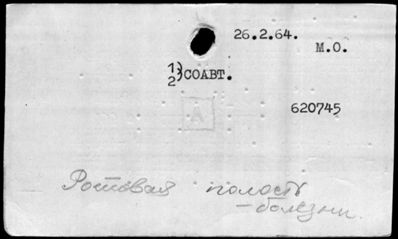 26.2.64.
М.О.
1/2)СОАВТ.
А
620745
Ротовая полость
–болезни.